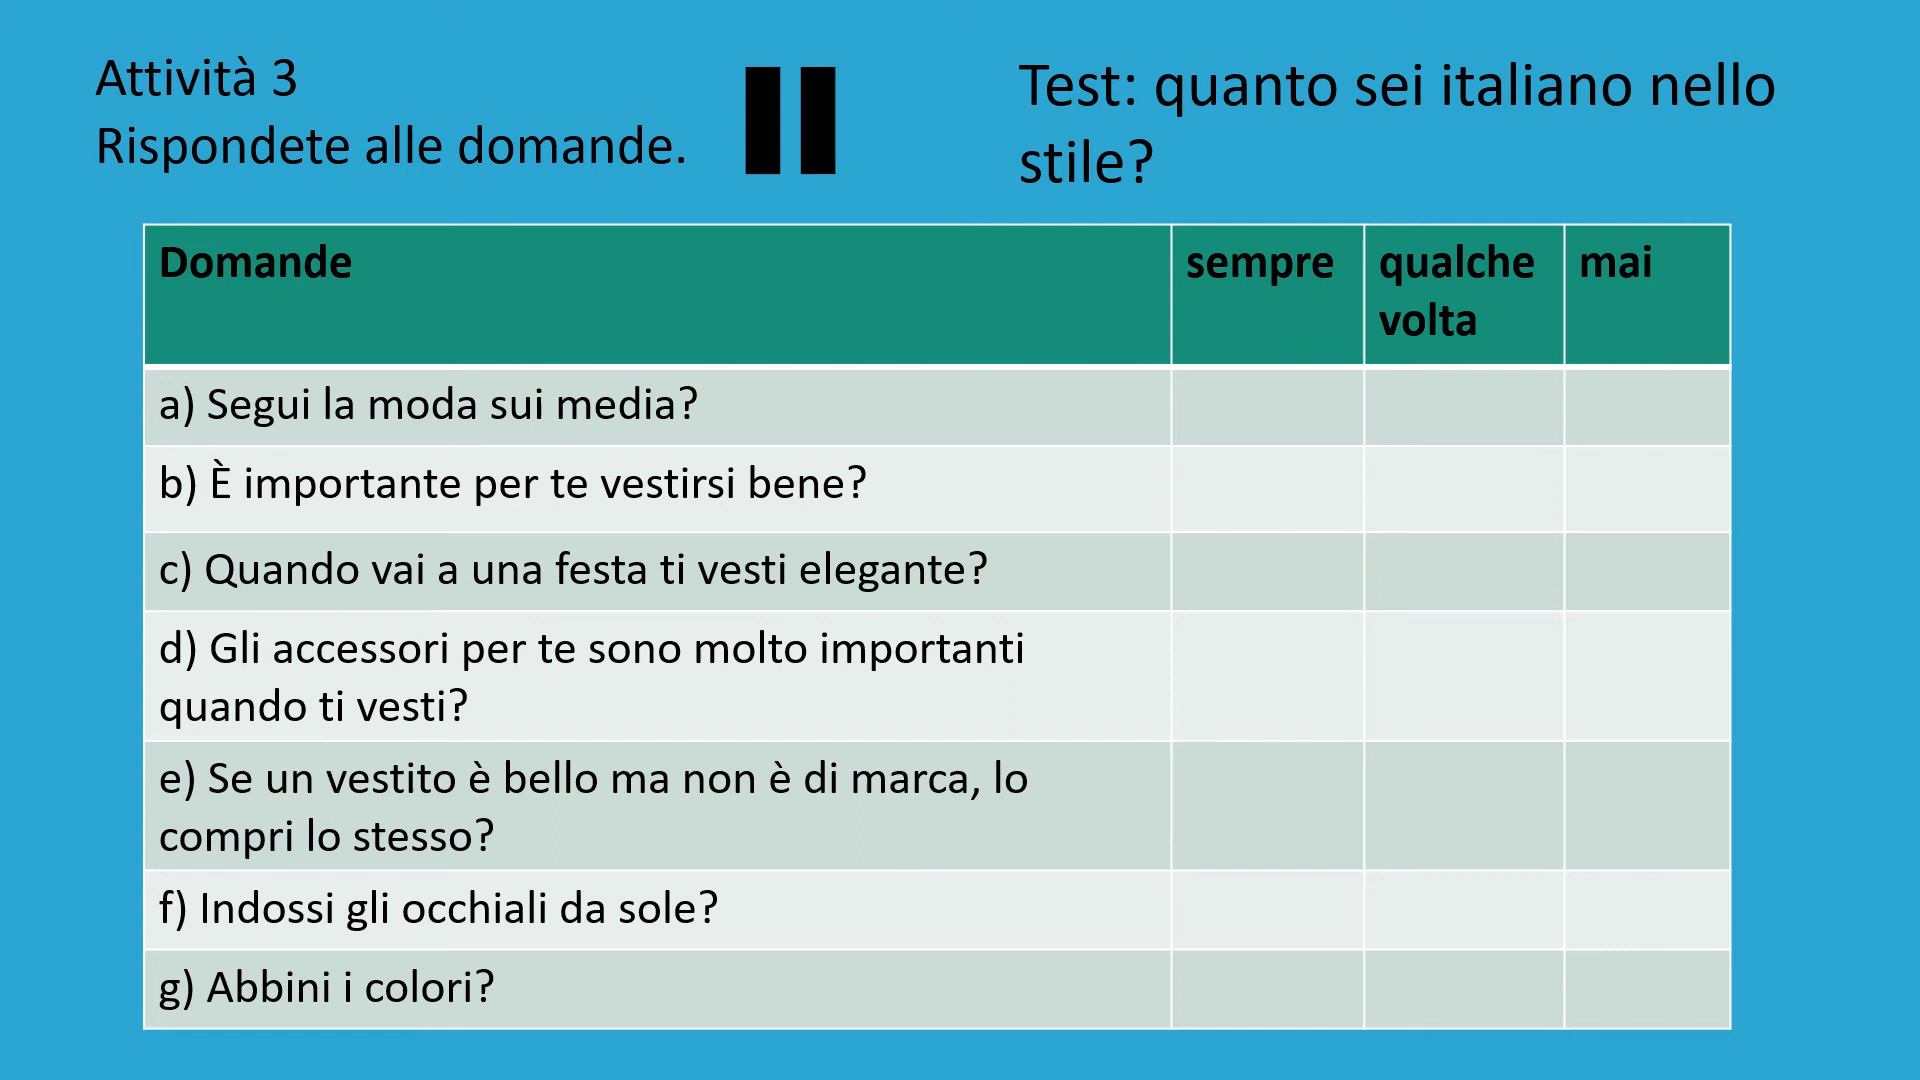 Attività 3
Rispondete alle domande.
Test: quanto sei italiano nello
stile?
Domande
sempre
qualche
volta
mai
a) Segui la moda sui media?
b) È importante per te vestirsi bene?
c) Quando vai a una festa ti vesti elegante?
d) Gli accessori per te sono molto importanti
quando ti vesti?
e) Se un vestito è bello ma non è di marca, lo
compri lo stesso?
f) Indossi gli occhiali da sole?
g) Abbini i colori?